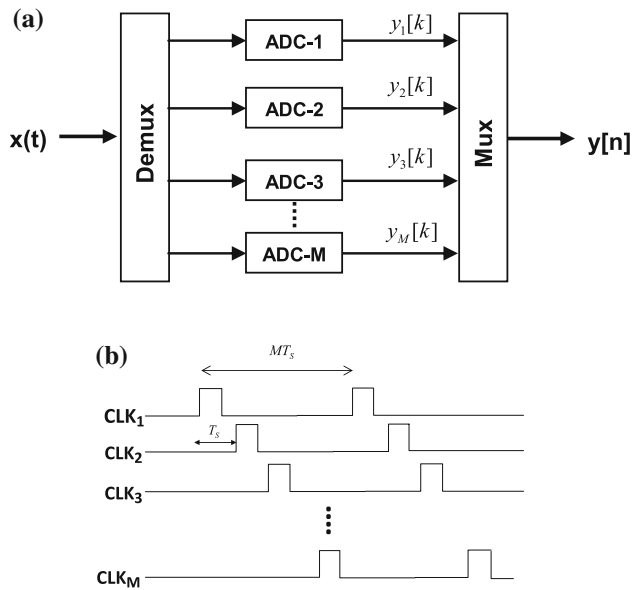 (a)
x(t)
Demux
ADC-1
ADC-2
ADC-3
ADC-M
y₁[k]
y₂[k]
y₃[k]
y_M[k]
Mux
y[n]
(b)
MT_S
CLK₁
T_S
CLK₂
CLK₃
CLK_M